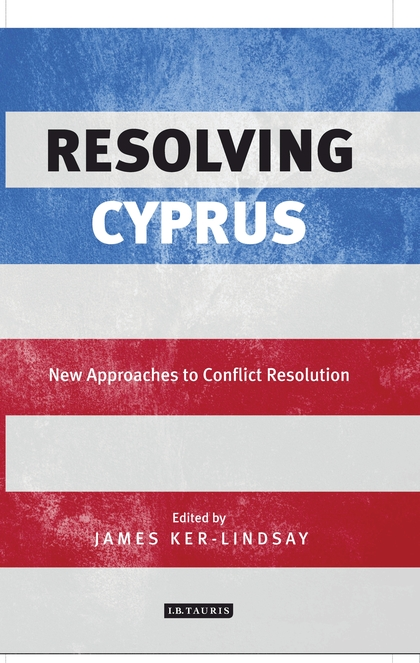 RESOLVING
CYPRUS
New Approaches to Conflict Resolution
Edited by
JAMES KER-LINDSAY
I.B.TAURIS